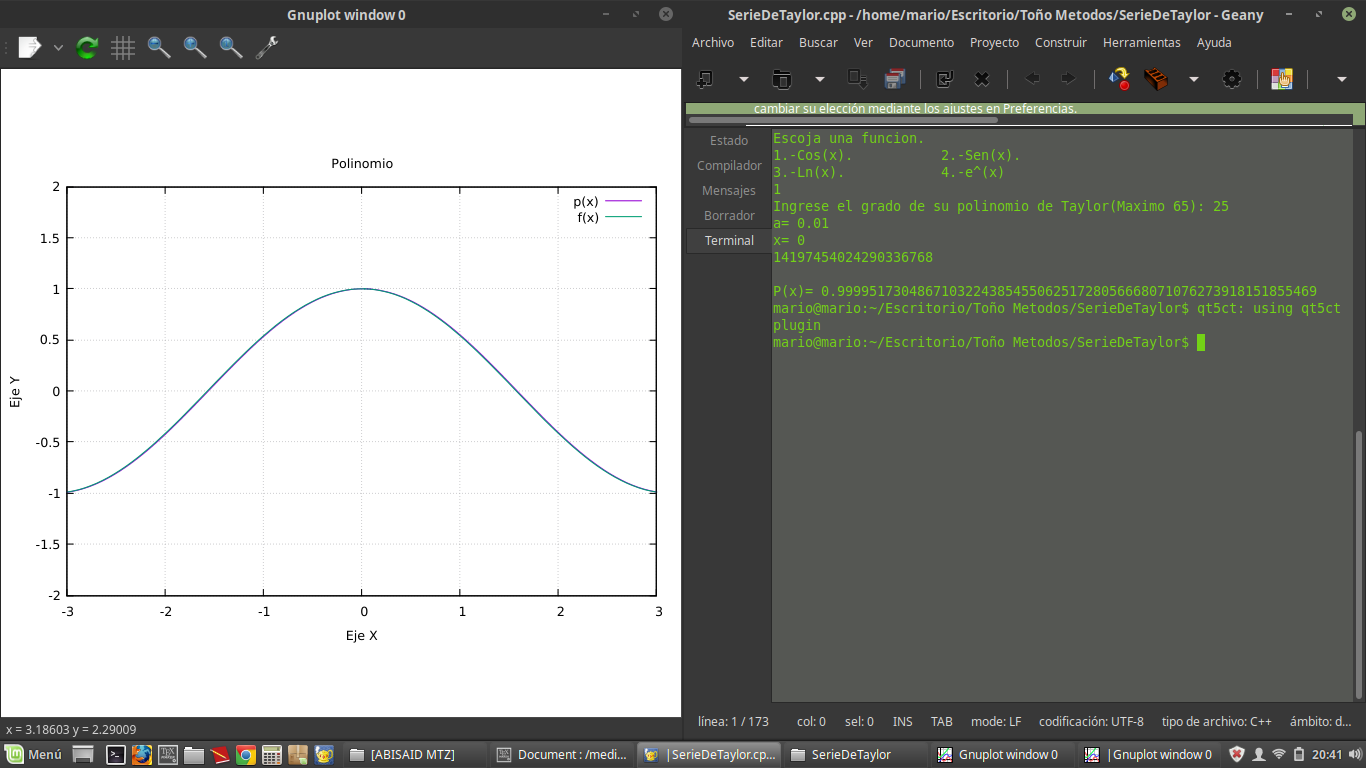 Gnuplot window 0
Polinomio
p(x)
f(x)
2
1.5
1
0.5
0
-0.5
-1
-1.5
-2
-3
-2
-1
0
1
2
3
Eje Y
Eje X
x = 3.18603 y = 2.29009
SerieDeTaylor.cpp - /home/mario/Escritorio/Toño Metodos/SerieDeTaylor - Geany
Archivo Editar Buscar Ver Documento Proyecto Construir Herramientas Ayuda
cambiar su elección mediante los ajustes en Preferencias.
Estado
Compilador
Mensajes
Borrador
Terminal
Escoja una funcion.
1.-Cos(x). 2.-Sen(x).
3.-Ln(x). 4.-e^(x)
1
Ingrese el grado de su polinomio de Taylor(Maximo 65): 25
a= 0.01
x= 0
14197454024290336768
P(x)= 0.999951730486710322438545506251728056668071076273918151855469
mario@mario:~/Escritorio/Toño Metodos/SerieDeTaylor$ qt5ct: using qt5ct
plugin
mario@mario:~/Escritorio/Toño Metodos/SerieDeTaylor$
línea: 1 / 173 col: 0 sel: 0 INS TAB mode: LF codificación: UTF-8 tipo de archivo: C++ ámbito: d...
Menú [ABISAID MTZ] Document : /medi... |SerieDeTaylor.cp... SerieDeTaylor Gnuplot window 0 |Gnuplot window 0 20:41